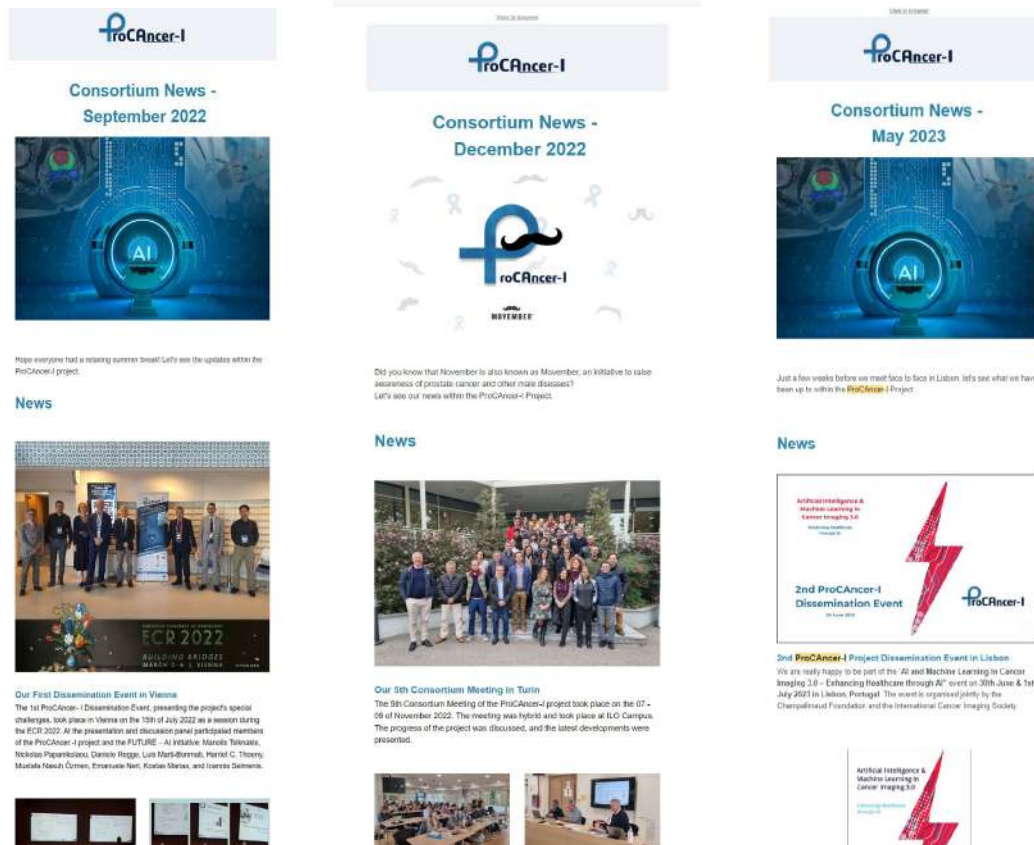 ProCAncer-I
Consortium News -
September 2022
AI
Hope everyone had a relaxing summer break! Let's see the updates within the
ProCAncer-I project.
News
ECR 2022
BUILDING BRIDGES
Our First Dissemination Event in Vienna
The 1st ProCAncer- I Dissemination Event, presenting the project's special
challenges, took place in Vienna on the 15th of July 2022 as a session during
the ECR 2022. At the presentation and discussion panel participated members
of the ProCAncer -I project and the FUTURE – AI initiative: Manolis Tsiknakis,
Nickolas Papanikolaou, Daniele Regge, Luis Marti-Bonmati, Harriet C. Thoeny,
Mustafa Nasuh Özmen, Emanuele Neri, Kostas Marias, and Ioannis Seimenis.
View in browser
ProCAncer-I
Consortium News -
December 2022
ProCAncer-I
MOVEMBER
Did you know that November is also known as Movember, an initiative to raise
awareness of prostate cancer and other male diseases?
Let's see our news within the ProCAncer-I Project.
News
Our 5th Consortium Meeting in Turin
The 5th Consortium Meeting of the ProCAncer-I project took place on the 07 -
09 of November 2022. The meeting was hybrid and took place at ILO Campus.
The progress of the project was discussed, and the latest developments were
presented.
View in browser
ProCAncer-I
Consortium News -
May 2023
AI
Just a few weeks before we meet face to face in Lisbon, let's see what we have
been up to within the ProCAncer-I Project.
News
Artificial Intelligence &
Machine Learning in
Cancer Imaging 3.0
Enhancing Healthcare
through AI
2nd ProCAncer-I
Dissemination Event
ProCAncer-I
2nd ProCAncer-I Project Dissemination Event in Lisbon
We are really happy to be part of the "AI and Machine Learning in Cancer
Imaging 3.0 – Enhancing Healthcare through AI" event on 30th June & 1st
July 2023 in Lisbon, Portugal. The event is organised jointly by the
Champalimaud Foundation and the International Cancer Imaging Society.
Artificial Intelligence &
Machine Learning in
Cancer Imaging 3.0
Enhancing Healthcare
through AI